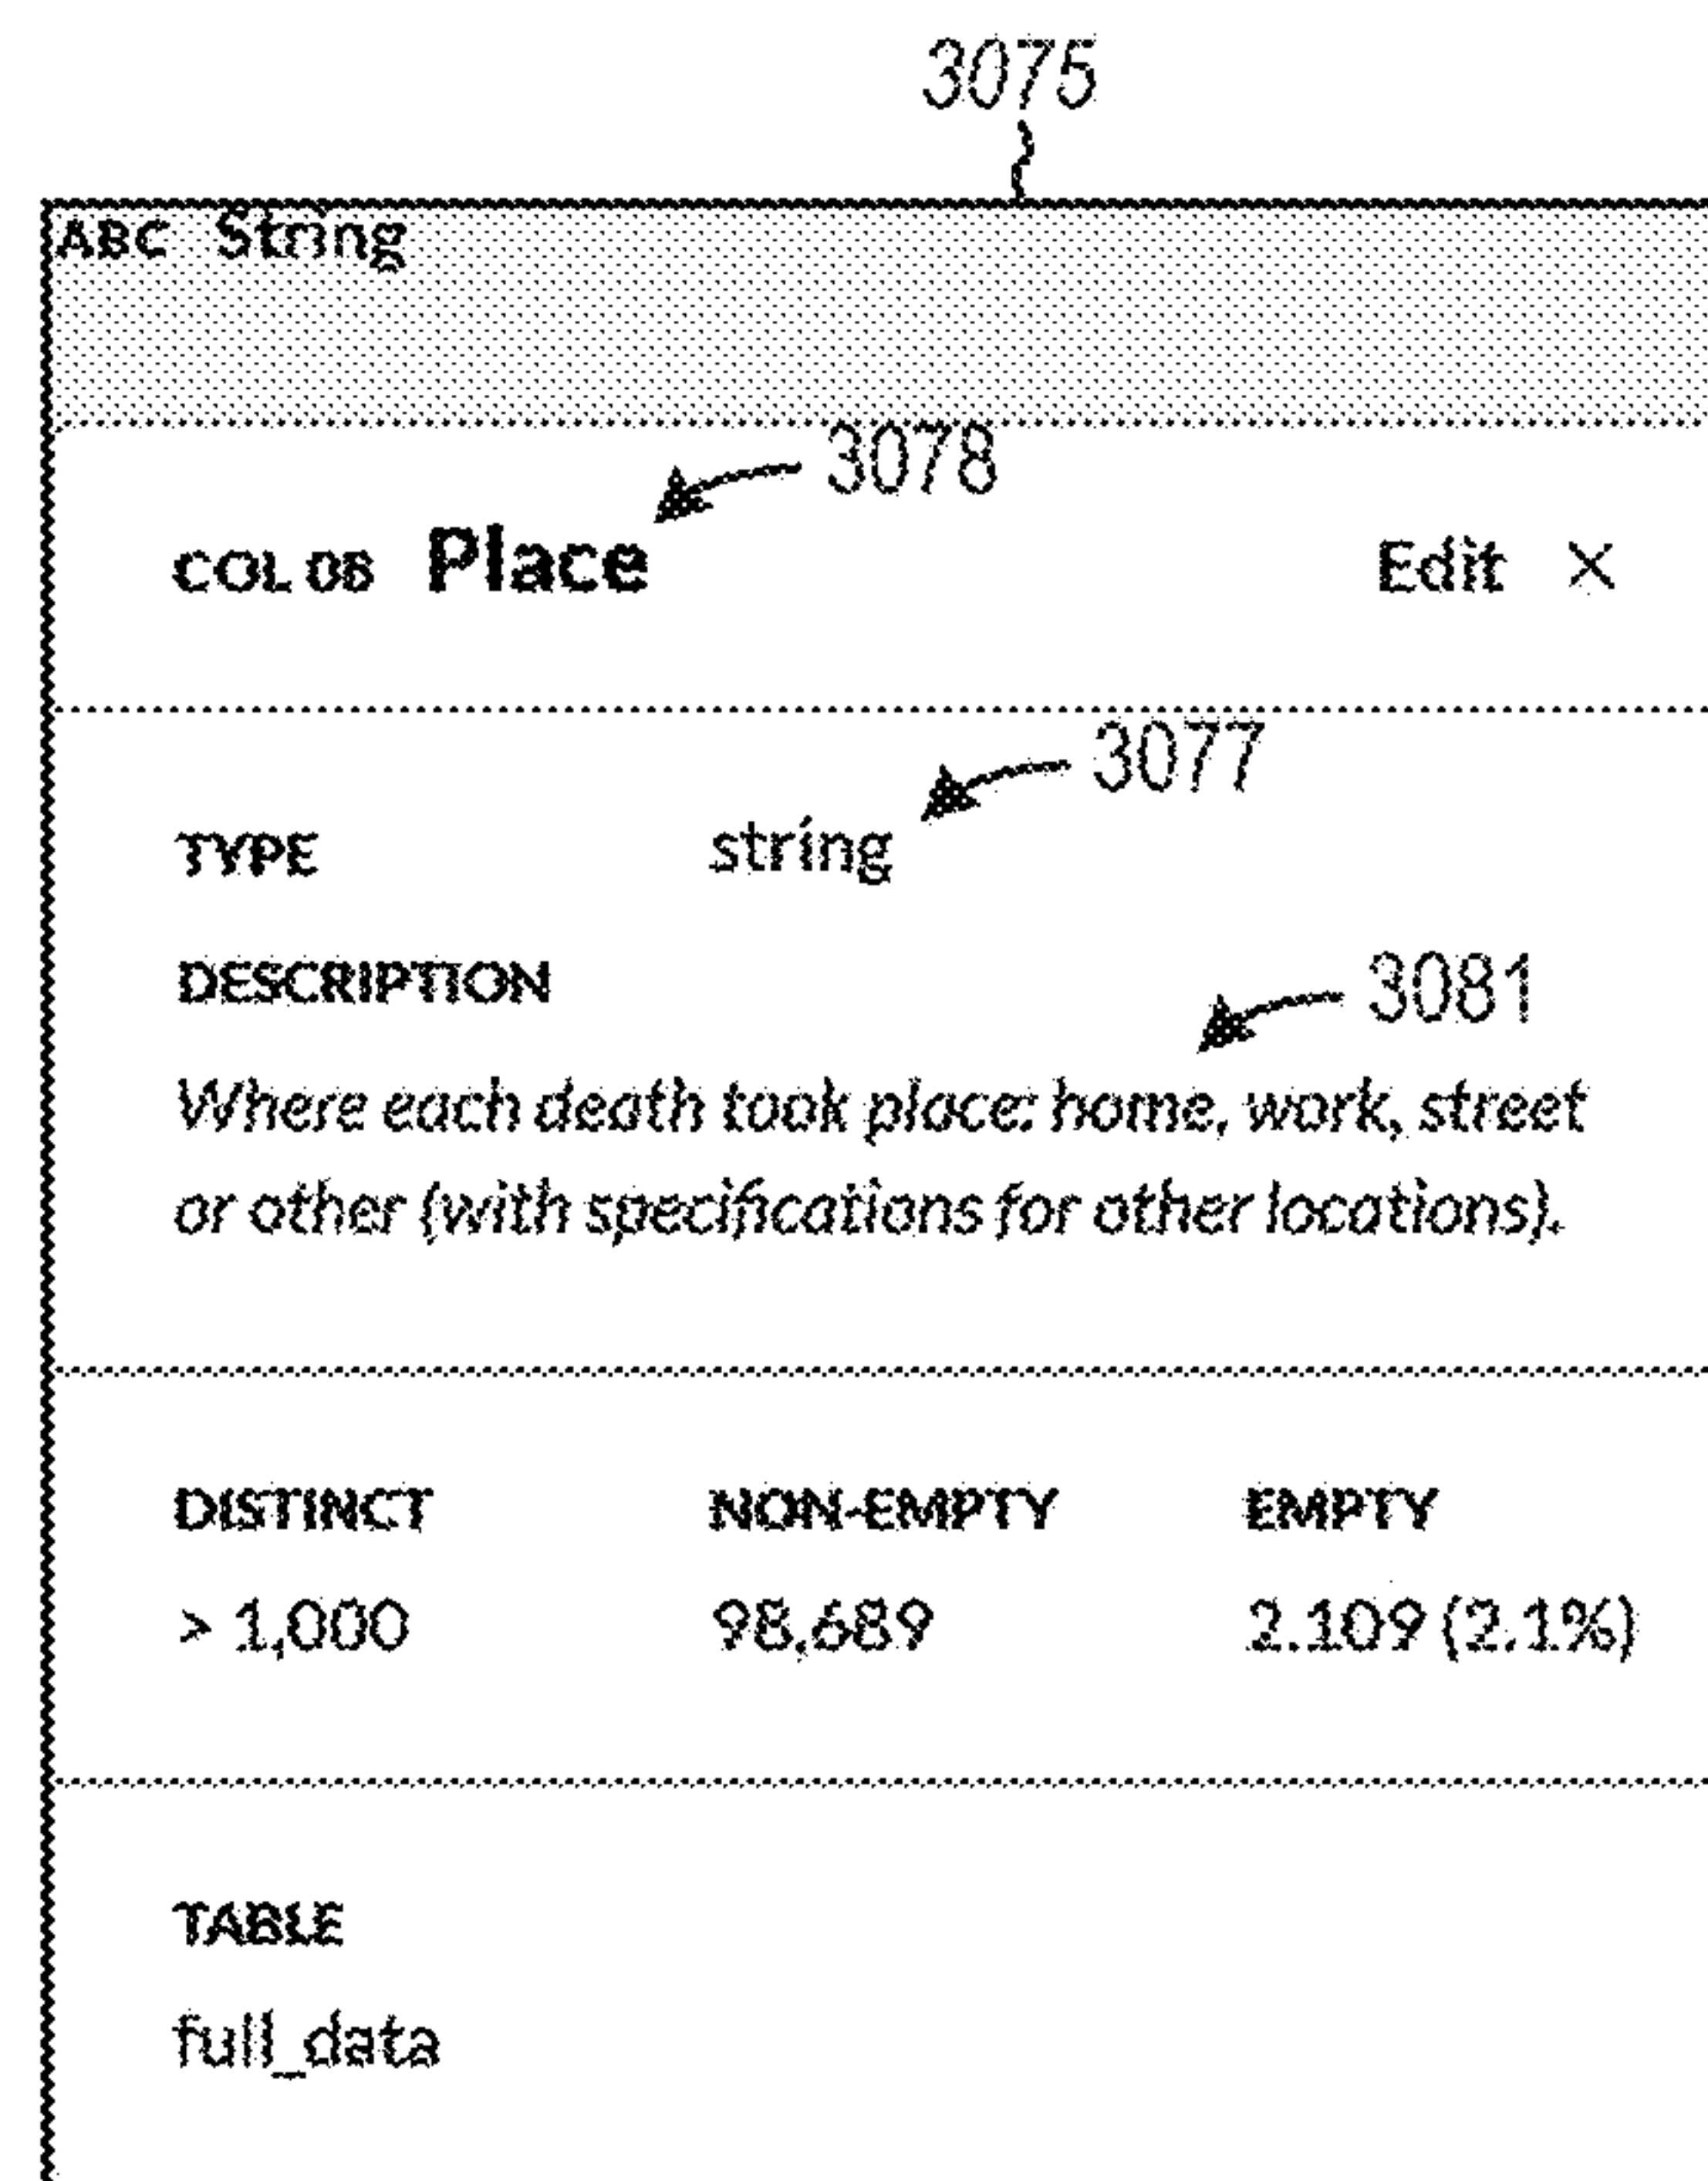 3075
ABC String
3078
COL 08 Place Edit X
3077
TYPE string
DESCRIPTION
3081
Where each death took place: home, work, street
or other (with specifications for other locations).
DISTINCT NON-EMPTY EMPTY
> 1,000 98,689 2.109 (2.1%)
TABLE
full_data